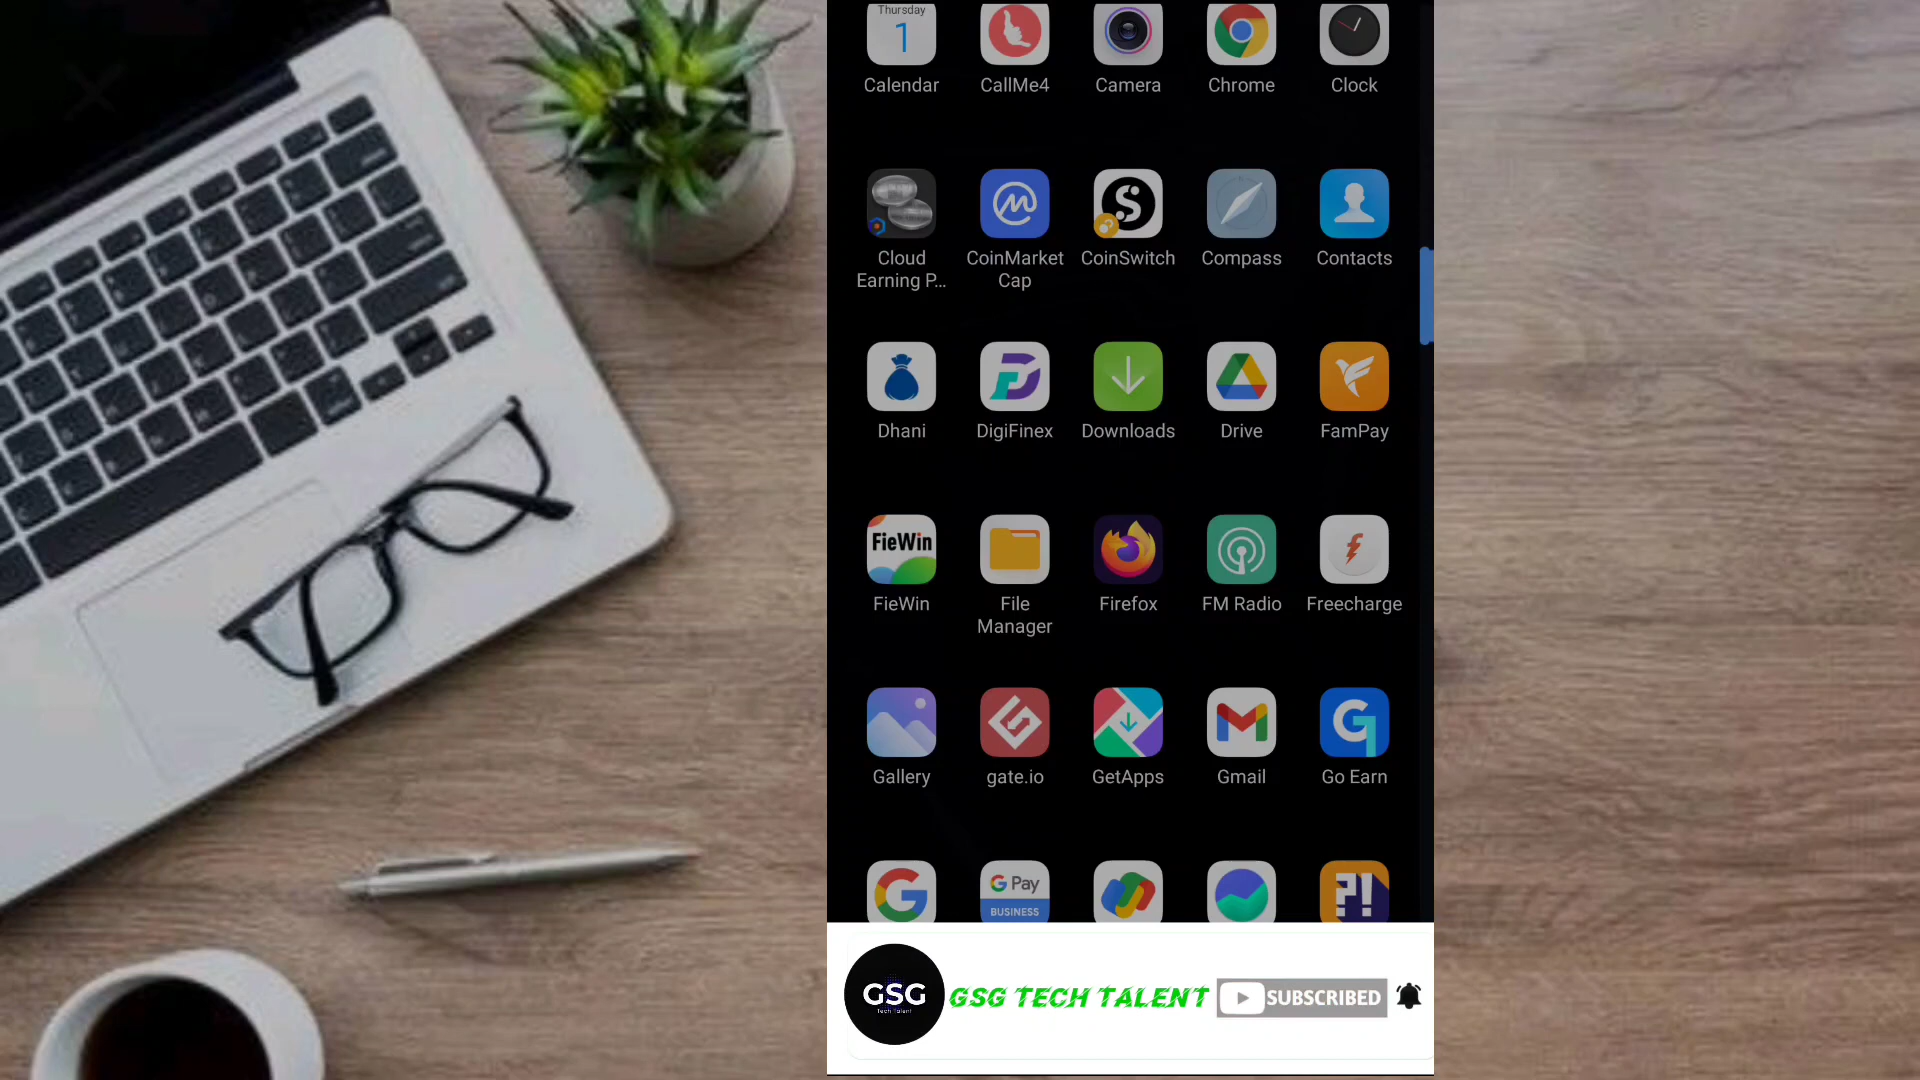 Thursday
1
Calendar
CallMe4
Camera
Chrome
Clock
Cloud
Earning P...
CoinMarket
Cap
CoinSwitch
Compass
Contacts
Dhani
DigiFinex
Downloads
Drive
FamPay
FieWin
FieWin
File
Manager
Firefox
FM Radio
Freecharge
Gallery
gate.io
GetApps
Gmail
Go Earn
G Pay
BUSINESS
?!
GSG
Tech Talent
GSG TECH TALENT
SUBSCRIBED